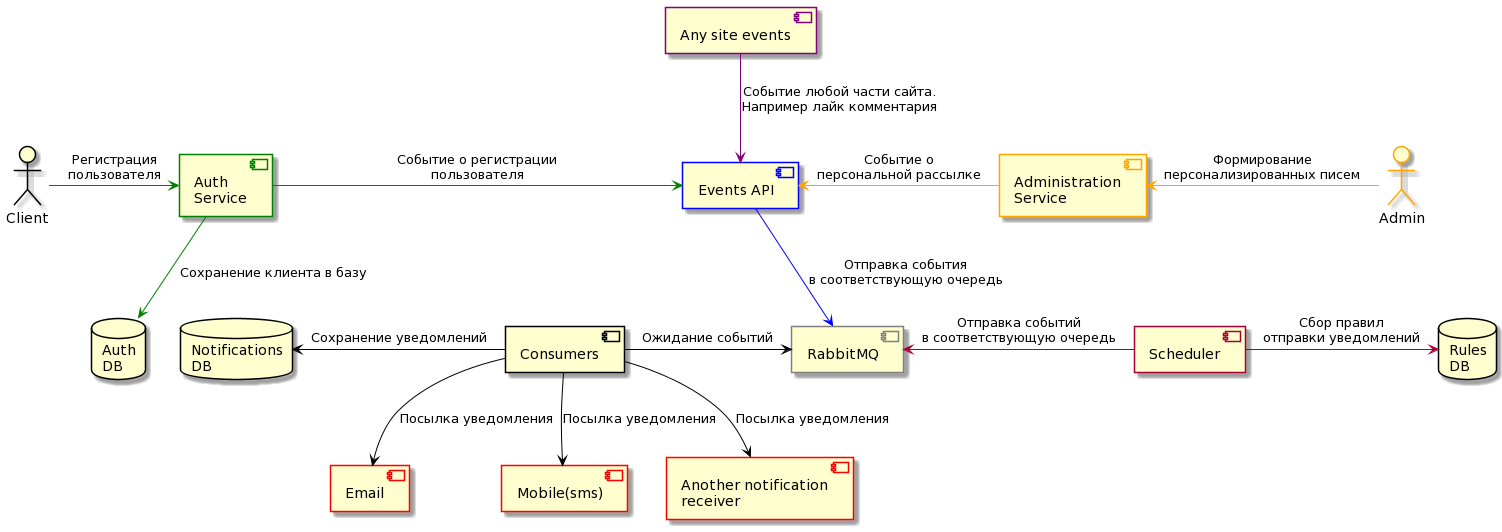 Any site events
Событие любой части сайта.
Например лайк комментария
Client
Регистрация
пользователя
Auth
Service
Событие о регистрации
пользователя
Events API
Событие о
персональной рассылке
Administration
Service
Формирование
персонализированных писем
Admin
Сохранение клиента в базу
Отправка события
в соответствующую очередь
Auth
DB
Notifications
DB
Сохранение уведомлений
Consumers
Ожидание событий
RabbitMQ
Отправка событий
в соответствующую очередь
Scheduler
Сбор правил
отправки уведомлений
Rules
DB
Посылка уведомления
Посылка уведомления
Посылка уведомления
Email
Mobile(sms)
Another notification
receiver